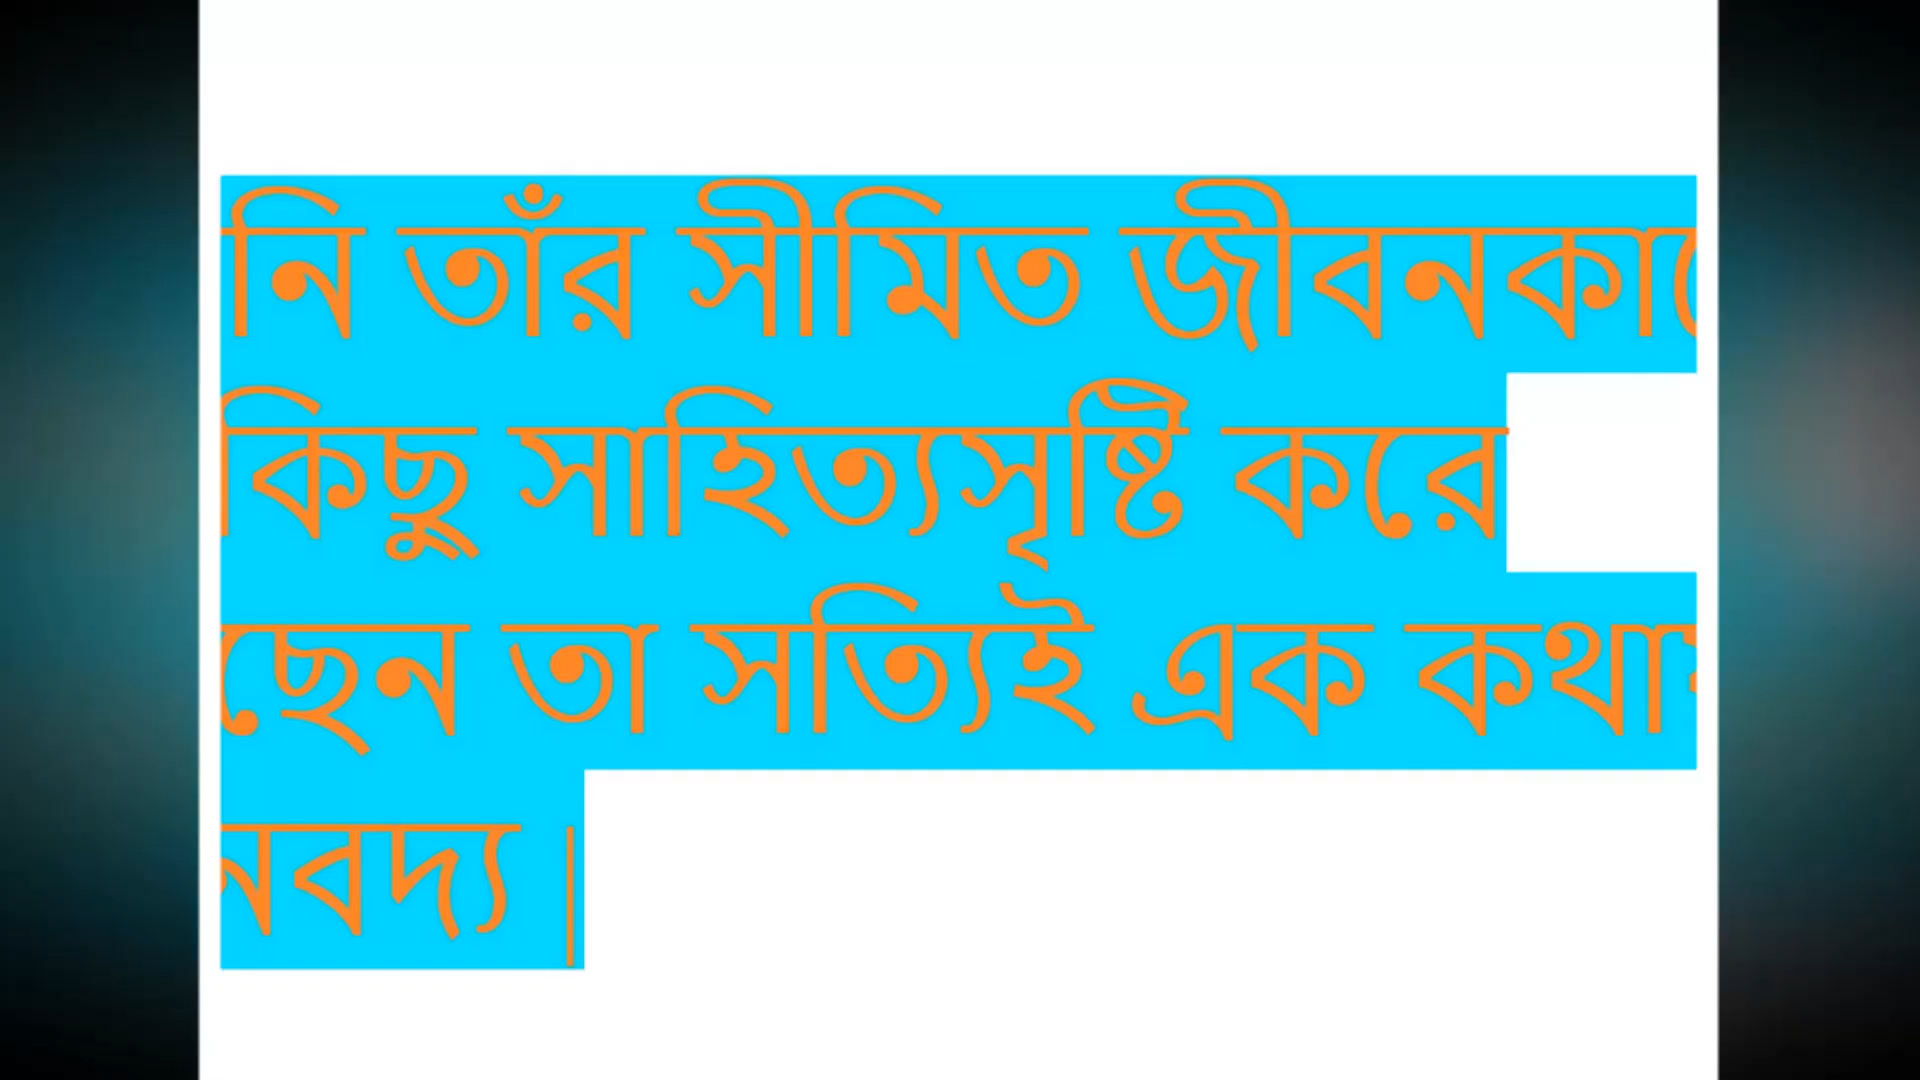 নি তাঁর সীমিত জীবনকালে
কিছু সাহিত্যসৃষ্টি করে
ছেন তা সত্যিই এক কথায়
নবদ্য |